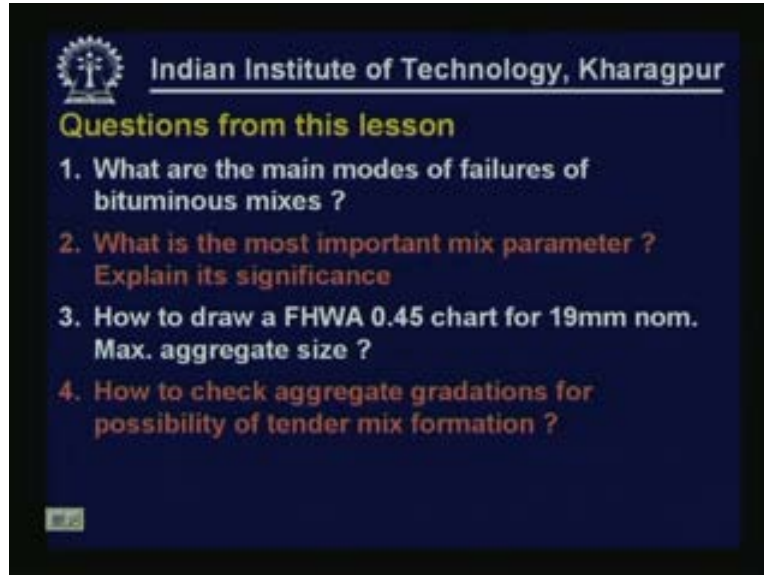 Indian Institute of Technology, Kharagpur
Questions from this lesson
1. What are the main modes of failures of
bituminous mixes ?
2. What is the most important mix parameter ?
Explain its significance
3. How to draw a FHWA 0.45 chart for 19mm nom.
Max. aggregate size ?
4. How to check aggregate gradations for
possibility of tender mix formation ?